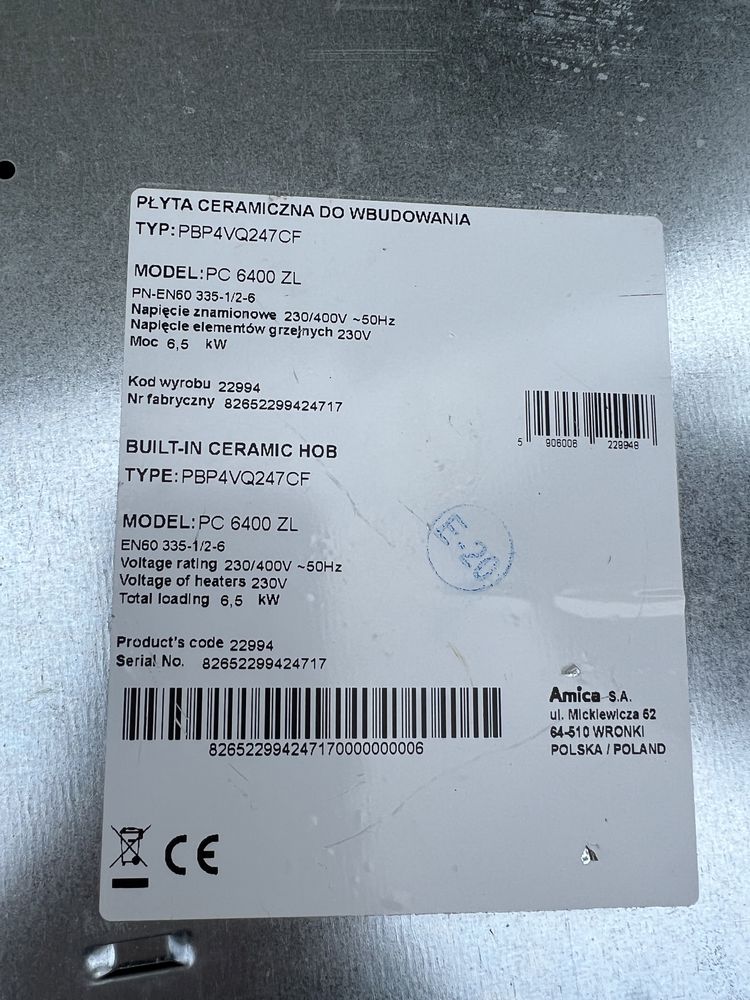 PŁYTA CERAMICZNA DO WBUDOWANIA
TYP: PBP4VQ247CF
MODEL: PC 6400 ZL
PN-EN60 335-1/2-6
Napięcie znamionowe 230/400V ~50Hz
Napięcie elementów grzejnych 230V
Moc 6,5 kW
Kod wyrobu 22994
Nr fabryczny 82652299424717
5 906006 229948
BUILT-IN CERAMIC HOB
TYPE: PBP4VQ247CF
MODEL: PC 6400 ZL
EN60 335-1/2-6
Voltage rating 230/400V ~50Hz
Voltage of heaters 230V
Total loading 6,5 kW
E-20
Product's code 22994
Serial No. 82652299424717
826522994247170000000006
Amica S.A.
ul. Mickiewicza 52
64-510 WRONKI
POLSKA / POLAND
CE